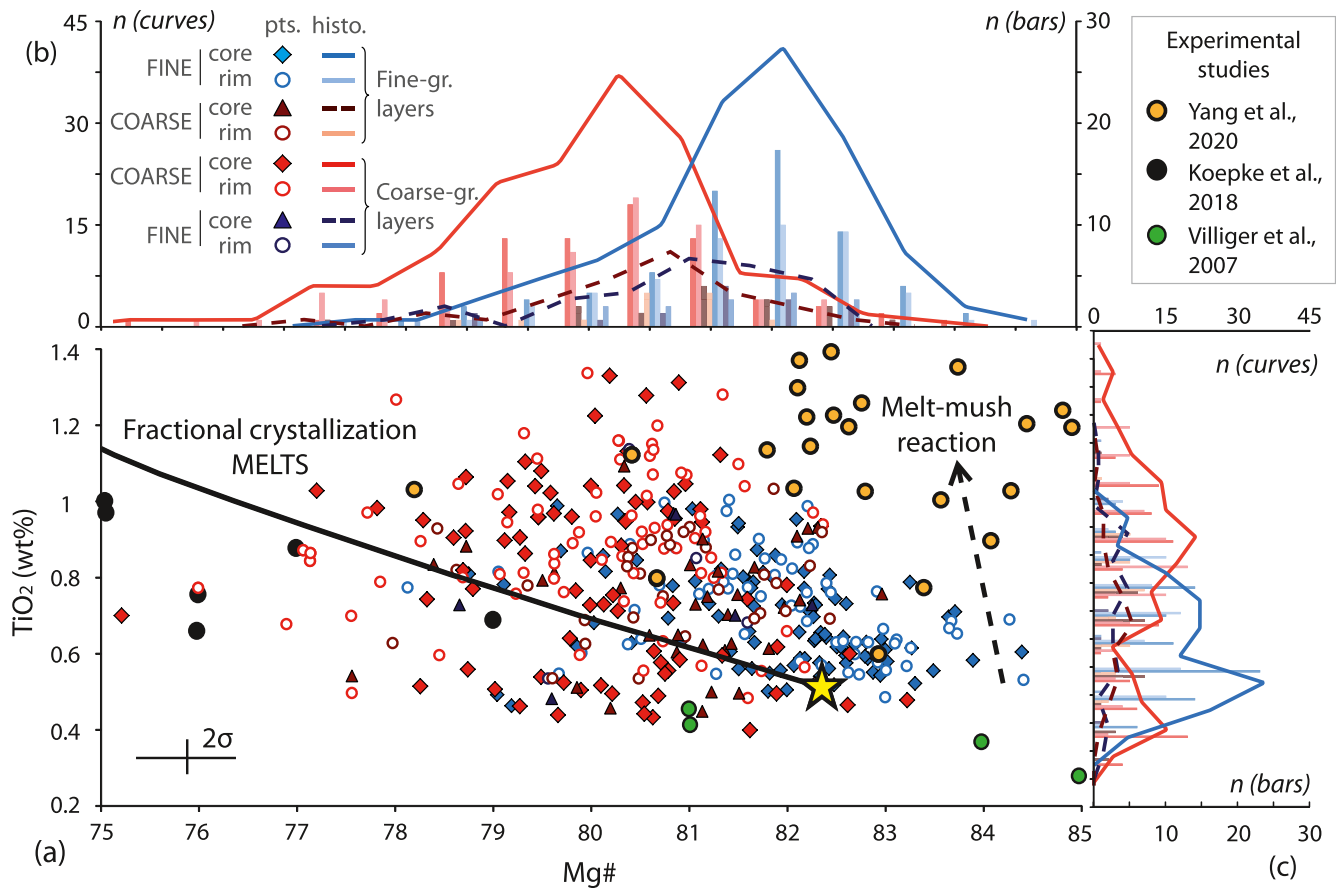 45
n (curves)
n (bars)
30
(b)
pts. histo.
FINE
core
rim
Fine-gr.
layers
COARSE
core
rim
COARSE
core
rim
Coarse-gr.
layers
FINE
core
rim
30
15
0
20
10
Experimental
studies
Yang et al.,
2020
Koepke et al.,
2018
Villiger et al.,
2007
0 15 30 45
n (curves)
1.4
1.2
1
0.8
0.6
0.4
0.2
TiO2 (wt%)
Fractional crystallization
MELTS
Melt-mush
reaction
2σ
n (bars)
75 76 77 78 79 80 81 82 83 84 85
10 20 30
(a)
Mg#
(c)